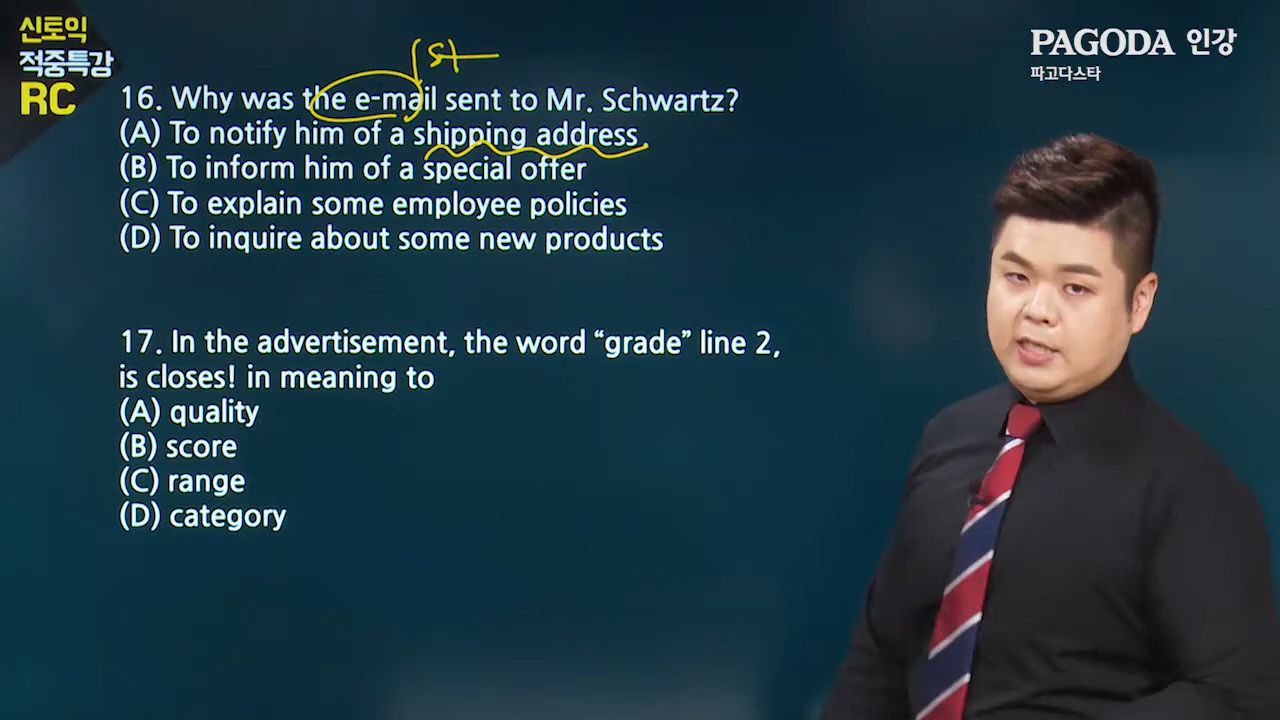 신토익
적중특강
RC
PAGODA 인강
파고다스타
1st
16. Why was the e-mail sent to Mr. Schwartz?
(A) To notify him of a shipping address.
(B) To inform him of a special offer
(C) To explain some employee policies
(D) To inquire about some new products
17. In the advertisement, the word “grade” line 2,
is closes! in meaning to
(A) quality
(B) score
(C) range
(D) category